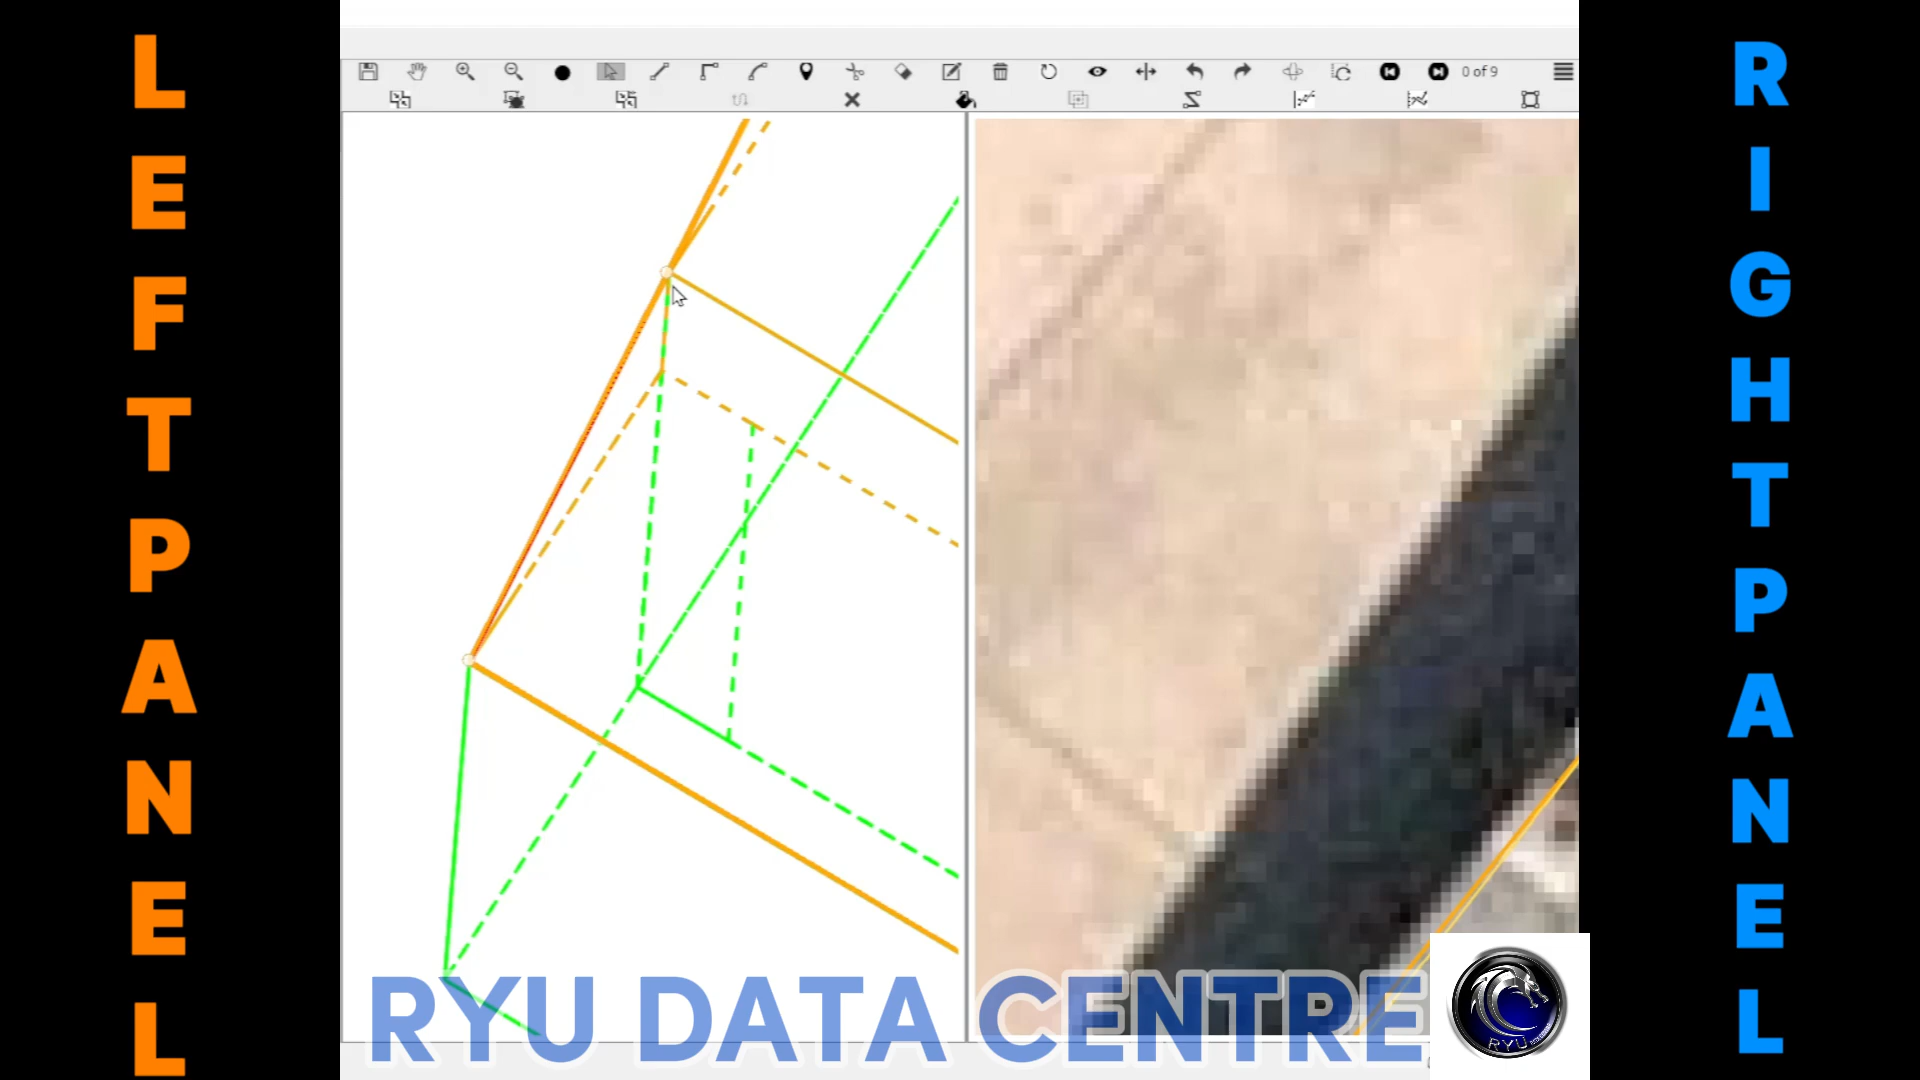 LEFT PANEL
0 of 9
RIGHT PANEL
RYU DATA CENTRE
RYU